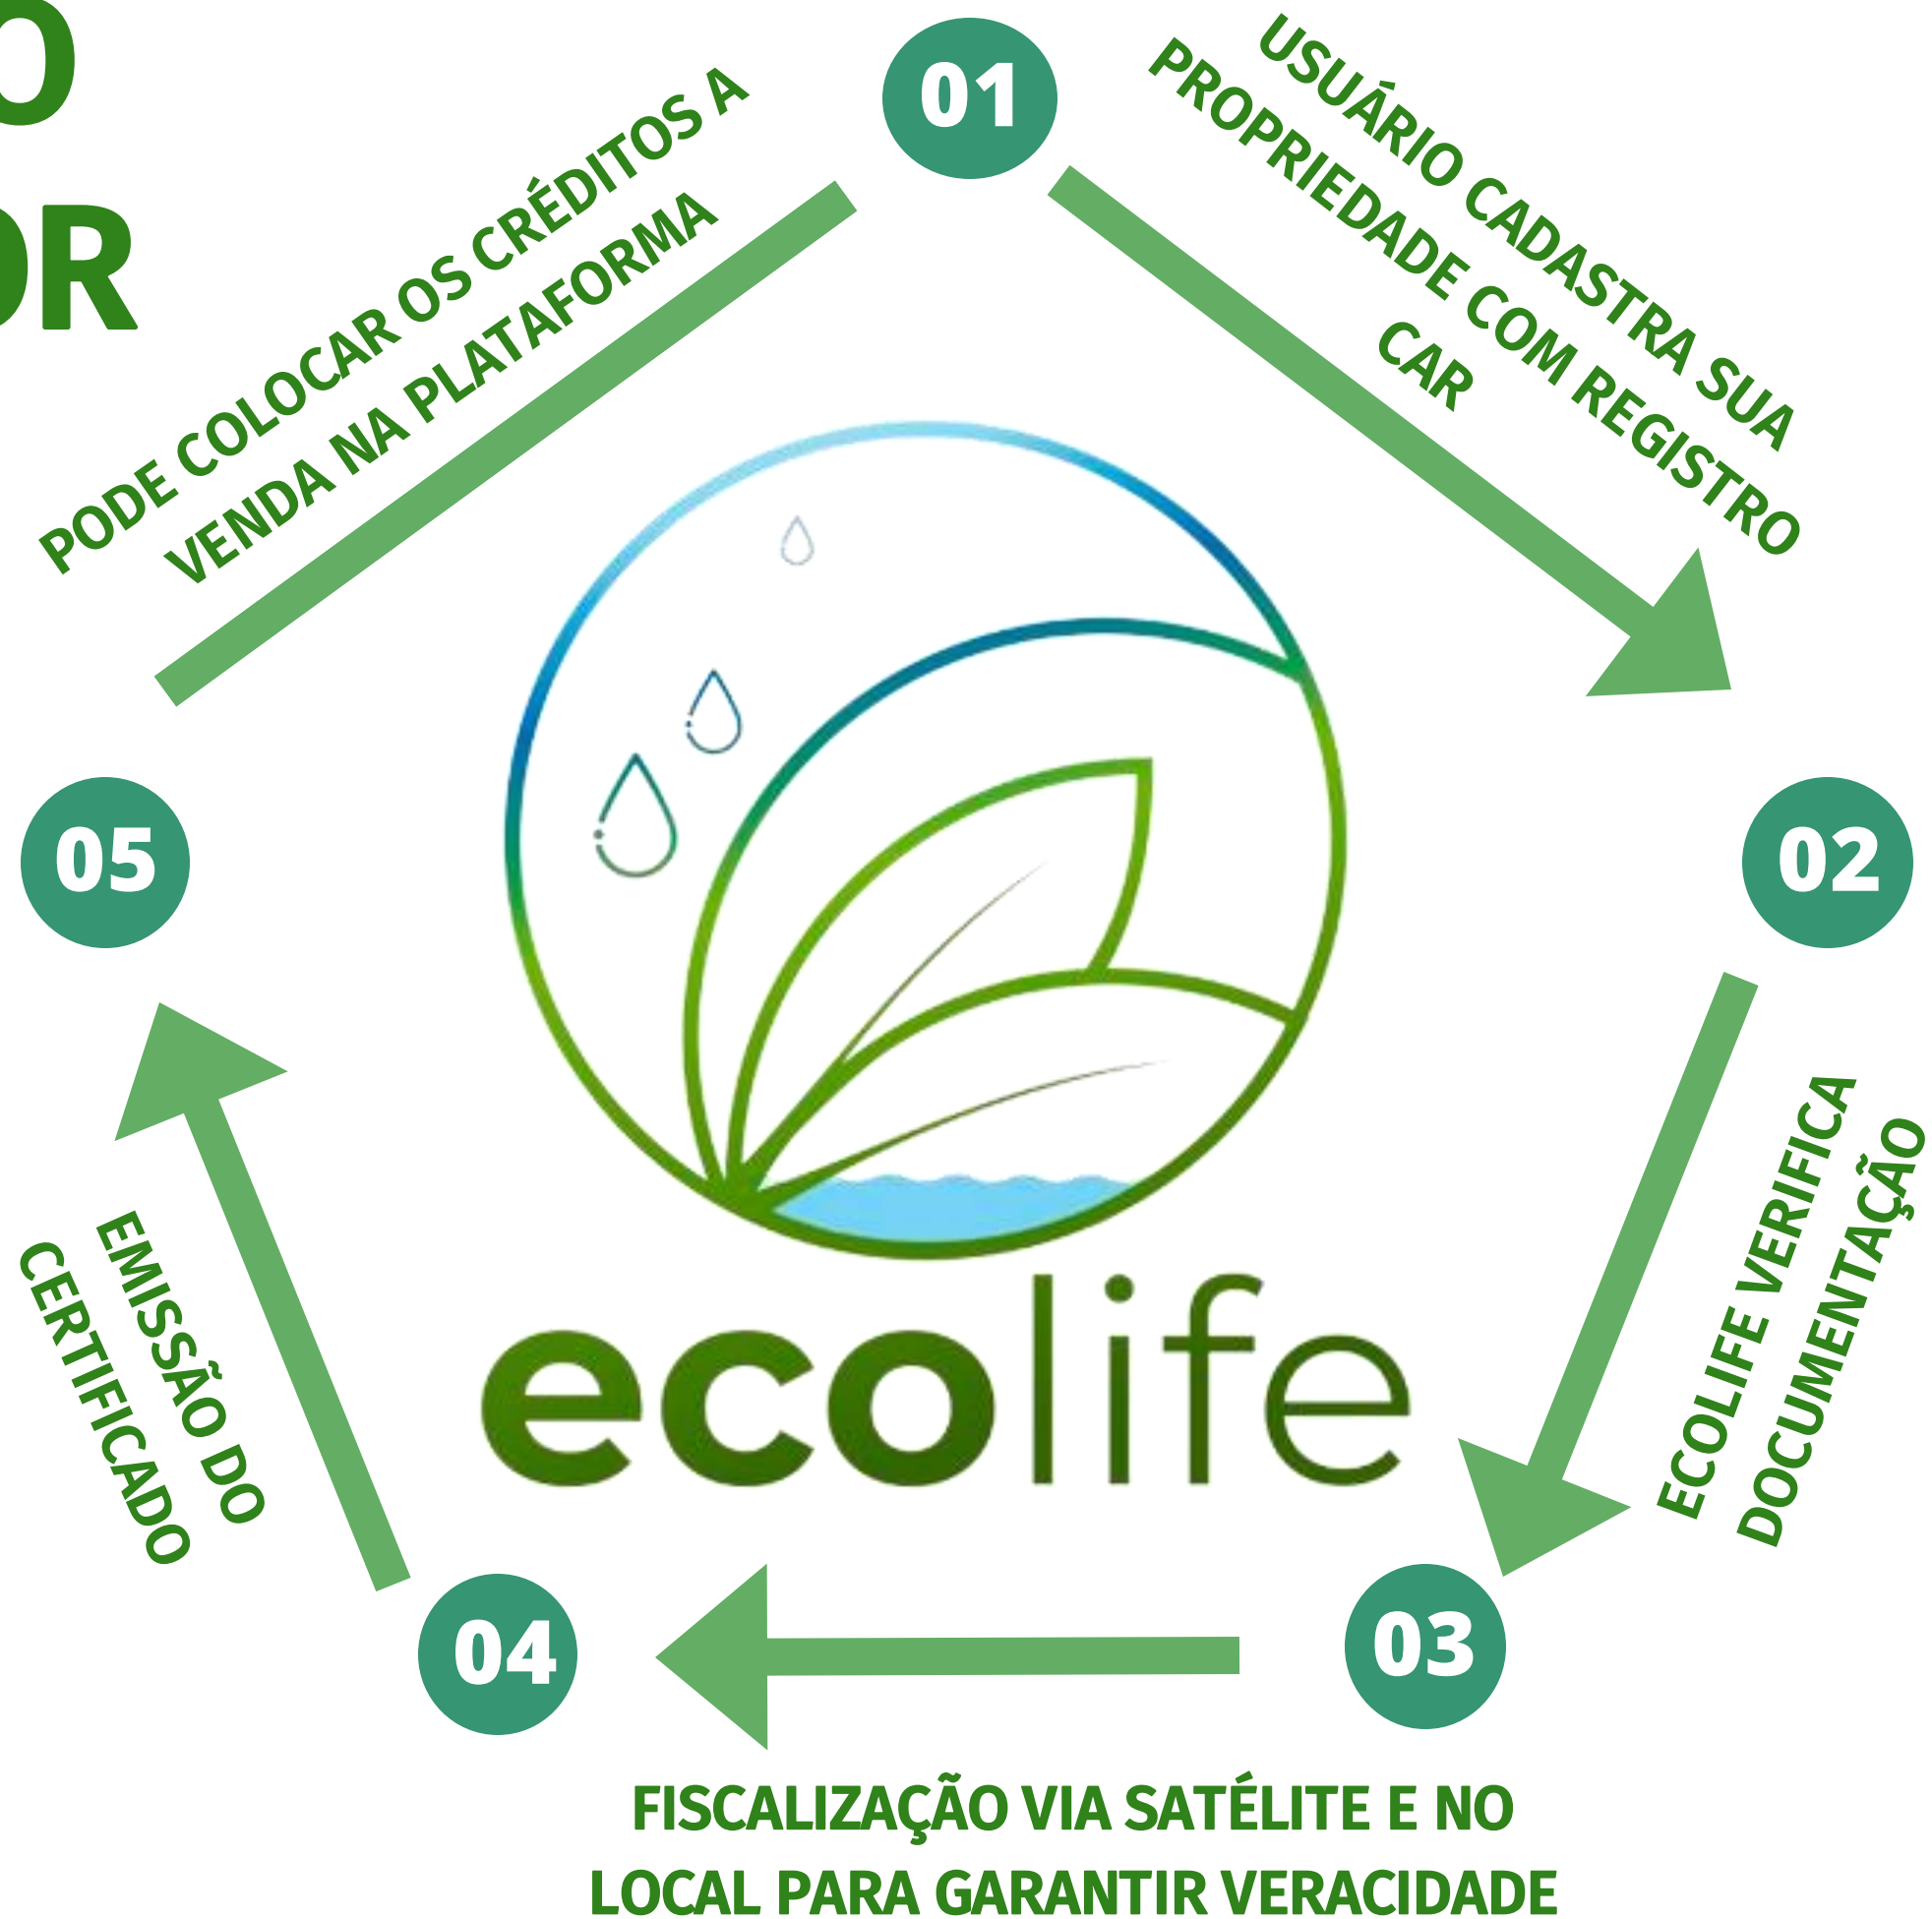 O
OR
01
USUÁRIO CADASTRA SUA
PROPRIEDADE COM REGISTRO
CAR
02
ECOLIFE VERIFICA
DOCUMENTAÇÃO
03
FISCALIZAÇÃO VIA SATÉLITE E NO
LOCAL PARA GARANTIR VERACIDADE
04
EMISSÃO DO
CERTIFICADO
05
PODE COLOCAR OS CRÉDITOS A
VENDA NA PLATAFORMA
ecolife